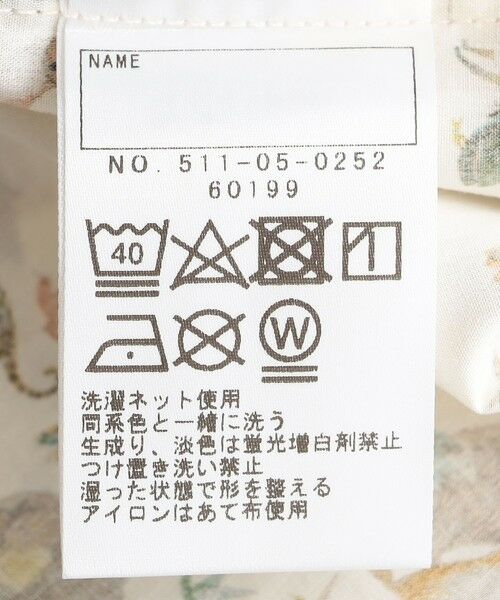 NAME
NO. 511-05-0252
60199
40
W
洗濯ネット使用
同系色と一緒に洗う
生成り、淡色は蛍光増白剤禁止
つけ置き洗い禁止
湿った状態で形を整える
アイロンはあて布使用